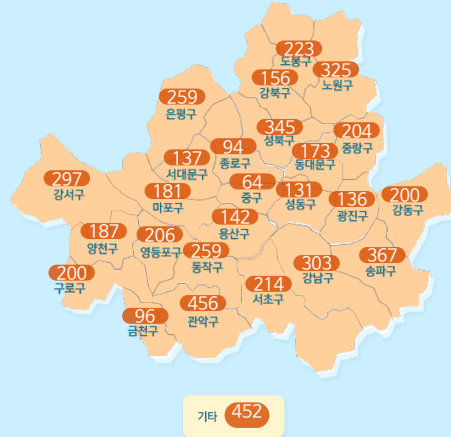 223
도봉구
325
노원구
156
강북구
259
은평구
345
성북구
204
중랑구
94
종로구
173
동대문구
137
서대문구
297
강서구
181
마포구
64
중구
131
성동구
136
광진구
200
강동구
142
용산구
187
양천구
206
영등포구
259
동작구
303
강남구
367
송파구
200
구로구
214
서초구
456
관악구
96
금천구
기타 452